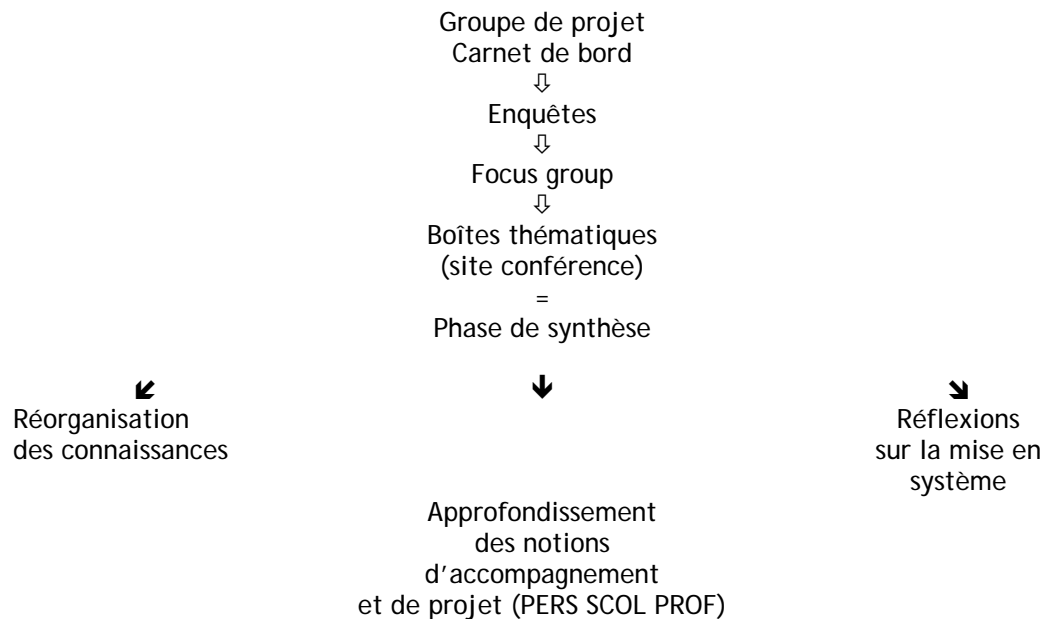 Groupe de projet
Carnet de bord
⇩
Enquêtes
⇩
Focus group
⇩
Boîtes thématiques
(site conférence)
=
Phase de synthèse
🡿 🡻 🡾
Réorganisation
des connaissances
Réflexions
sur la mise en
système
Approfondissement
des notions
d’accompagnement
et de projet (PERS SCOL PROF)